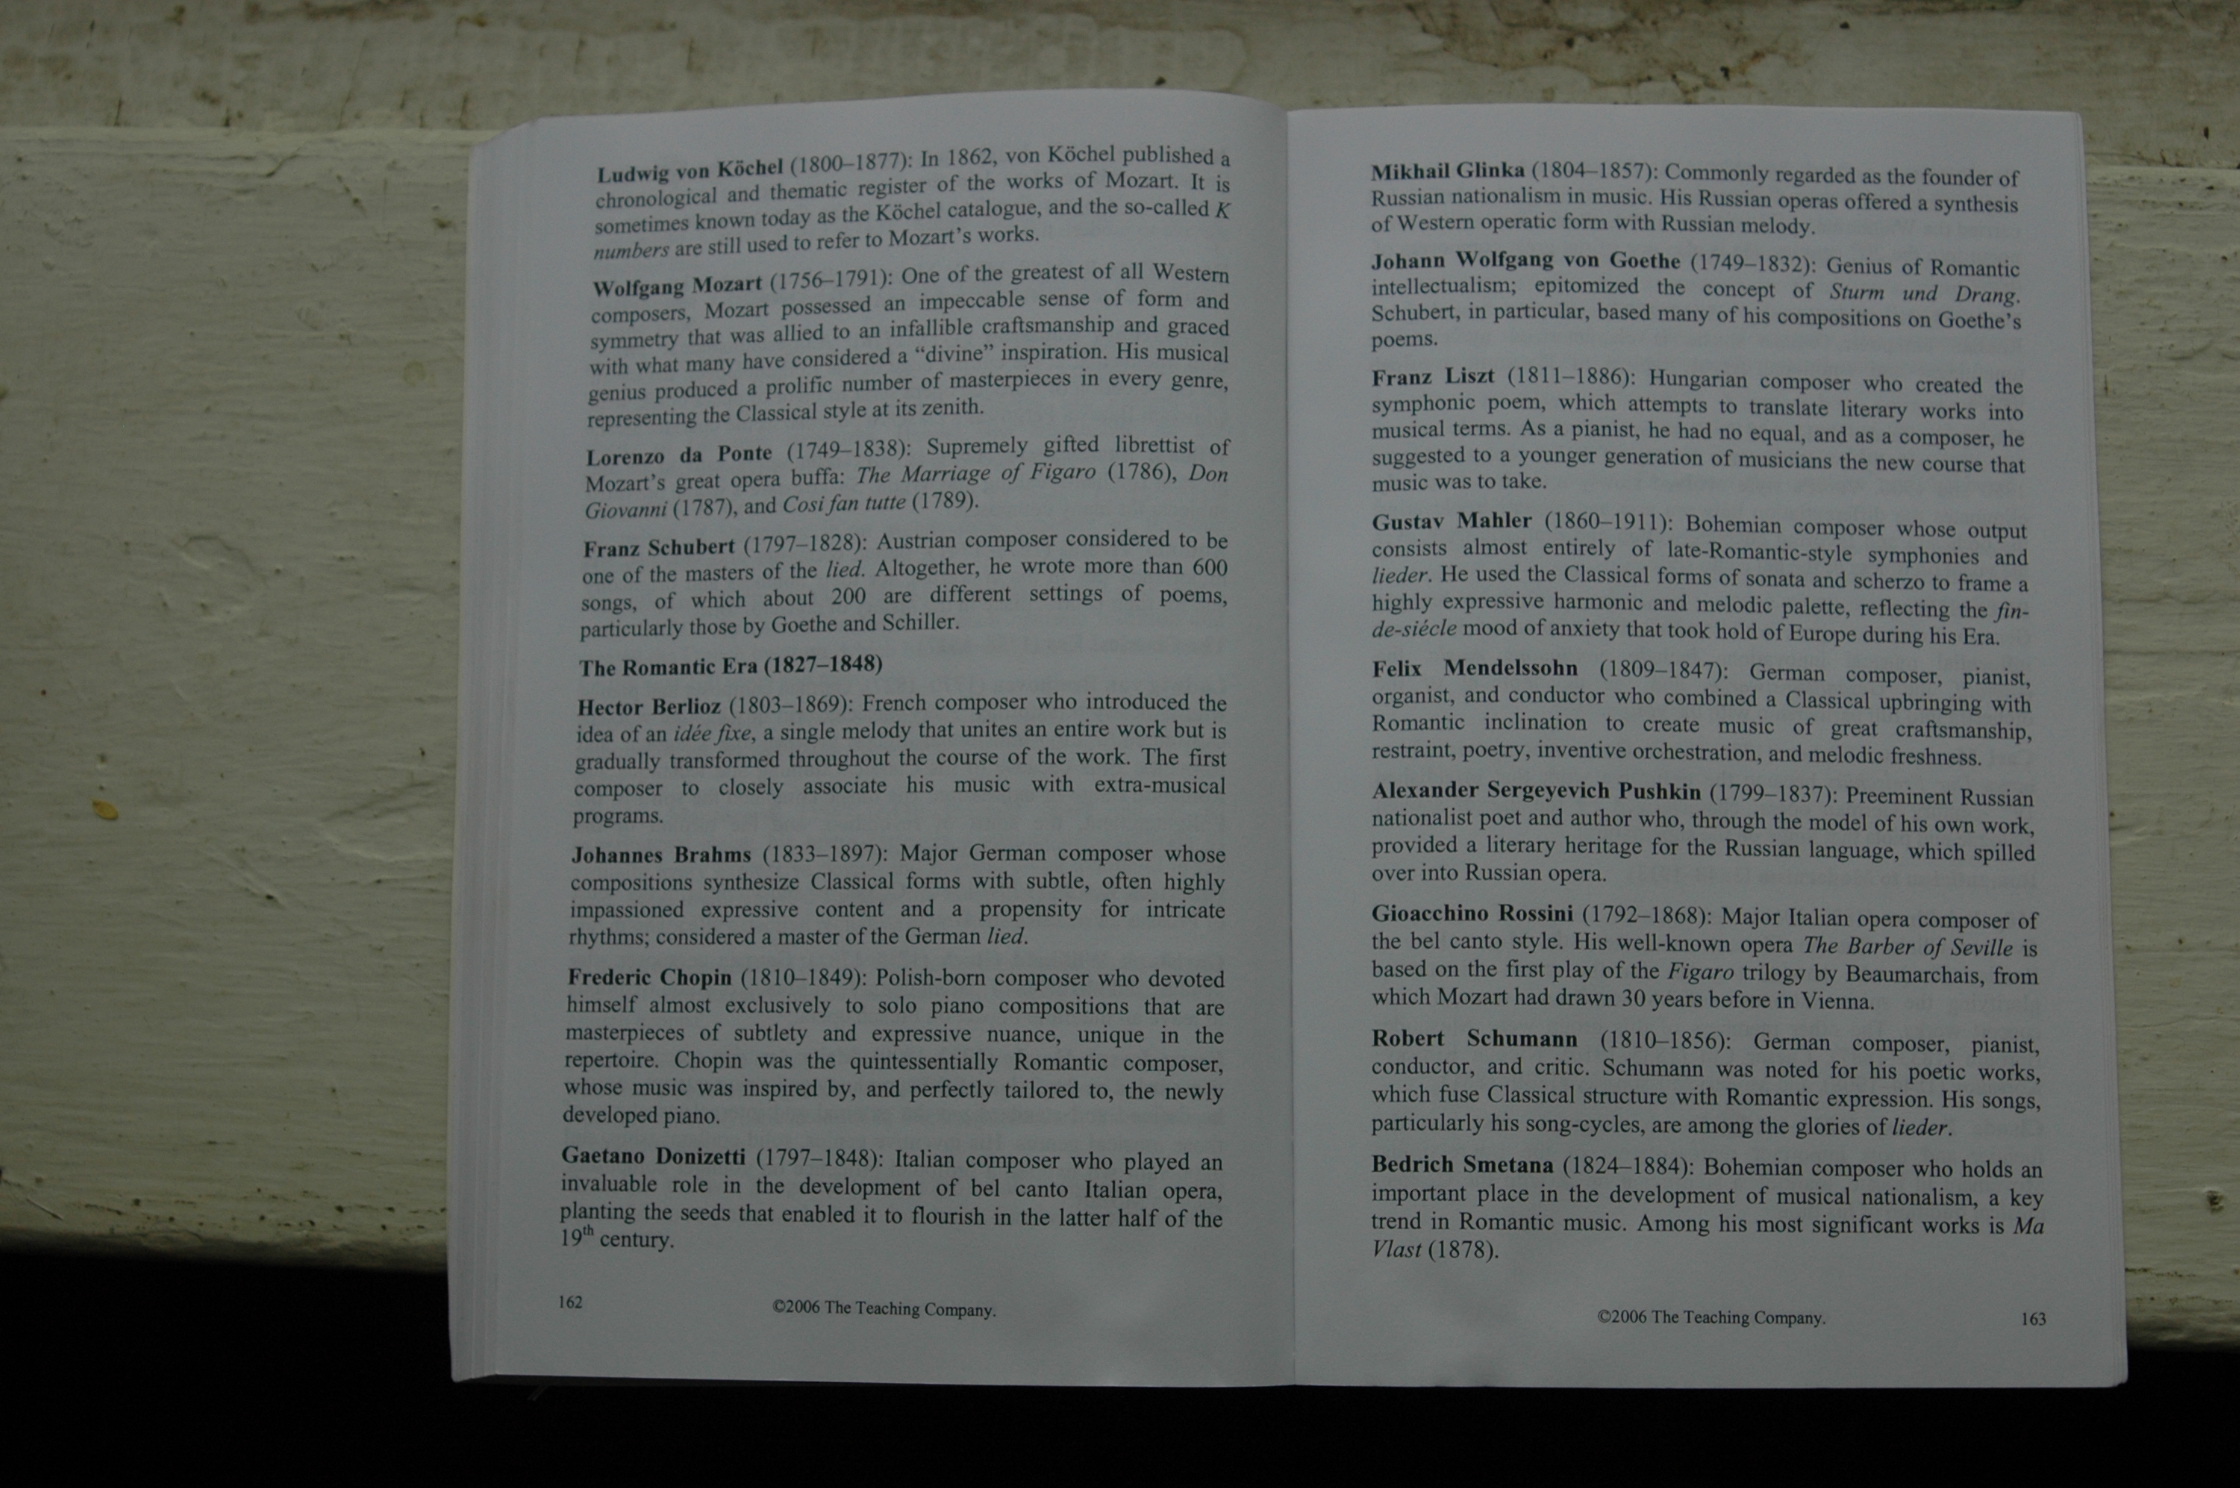 Ludwig von Köchel (1800–1877): In 1862, von Köchel published a
chronological and thematic register of the works of Mozart. It is
sometimes known today as the Köchel catalogue, and the so-called K
numbers are still used to refer to Mozart's works.
Wolfgang Mozart (1756–1791): One of the greatest of all Western
composers, Mozart possessed an impeccable sense of form and
symmetry that was allied to an infallible craftsmanship and graced
with what many have considered a “divine” inspiration. His musical
genius produced a prolific number of masterpieces in every genre,
representing the Classical style at its zenith.
Lorenzo da Ponte (1749–1838): Supremely gifted librettist of
Mozart's great opera buffa: The Marriage of Figaro (1786), Don
Giovanni (1787), and Cosi fan tutte (1789).
Franz Schubert (1797–1828): Austrian composer considered to be
one of the masters of the lied. Altogether, he wrote more than 600
songs, of which about 200 are different settings of poems,
particularly those by Goethe and Schiller.
The Romantic Era (1827–1848)
Hector Berlioz (1803–1869): French composer who introduced the
idea of an idée fixe, a single melody that unites an entire work but is
gradually transformed throughout the course of the work. The first
composer to closely associate his music with extra-musical
programs.
Johannes Brahms (1833–1897): Major German composer whose
compositions synthesize Classical forms with subtle, often highly
impassioned expressive content and a propensity for intricate
rhythms; considered a master of the German lied.
Frederic Chopin (1810–1849): Polish-born composer who devoted
himself almost exclusively to solo piano compositions that are
masterpieces of subtlety and expressive nuance, unique in the
repertoire. Chopin was the quintessentially Romantic composer,
whose music was inspired by, and perfectly tailored to, the newly
developed piano.
Gaetano Donizetti (1797–1848): Italian composer who played an
invaluable role in the development of bel canto Italian opera,
planting the seeds that enabled it to flourish in the latter half of the
19th century.
162 ©2006 The Teaching Company.
Mikhail Glinka (1804–1857): Commonly regarded as the founder of
Russian nationalism in music. His Russian operas offered a synthesis
of Western operatic form with Russian melody.
Johann Wolfgang von Goethe (1749–1832): Genius of Romantic
intellectualism; epitomized the concept of Sturm und Drang.
Schubert, in particular, based many of his compositions on Goethe's
poems.
Franz Liszt (1811–1886): Hungarian composer who created the
symphonic poem, which attempts to translate literary works into
musical terms. As a pianist, he had no equal, and as a composer, he
suggested to a younger generation of musicians the new course that
music was to take.
Gustav Mahler (1860–1911): Bohemian composer whose output
consists almost entirely of late-Romantic-style symphonies and
lieder. He used the Classical forms of sonata and scherzo to frame a
highly expressive harmonic and melodic palette, reflecting the fin-
de-siécle mood of anxiety that took hold of Europe during his Era.
Felix Mendelssohn (1809–1847): German composer, pianist,
organist, and conductor who combined a Classical upbringing with
Romantic inclination to create music of great craftsmanship,
restraint, poetry, inventive orchestration, and melodic freshness.
Alexander Sergeyevich Pushkin (1799–1837): Preeminent Russian
nationalist poet and author who, through the model of his own work,
provided a literary heritage for the Russian language, which spilled
over into Russian opera.
Gioacchino Rossini (1792–1868): Major Italian opera composer of
the bel canto style. His well-known opera The Barber of Seville is
based on the first play of the Figaro trilogy by Beaumarchais, from
which Mozart had drawn 30 years before in Vienna.
Robert Schumann (1810–1856): German composer, pianist,
conductor, and critic. Schumann was noted for his poetic works,
which fuse Classical structure with Romantic expression. His songs,
particularly his song-cycles, are among the glories of lieder.
Bedrich Smetana (1824–1884): Bohemian composer who holds an
important place in the development of musical nationalism, a key
trend in Romantic music. Among his most significant works is Ma
Vlast (1878).
©2006 The Teaching Company. 163